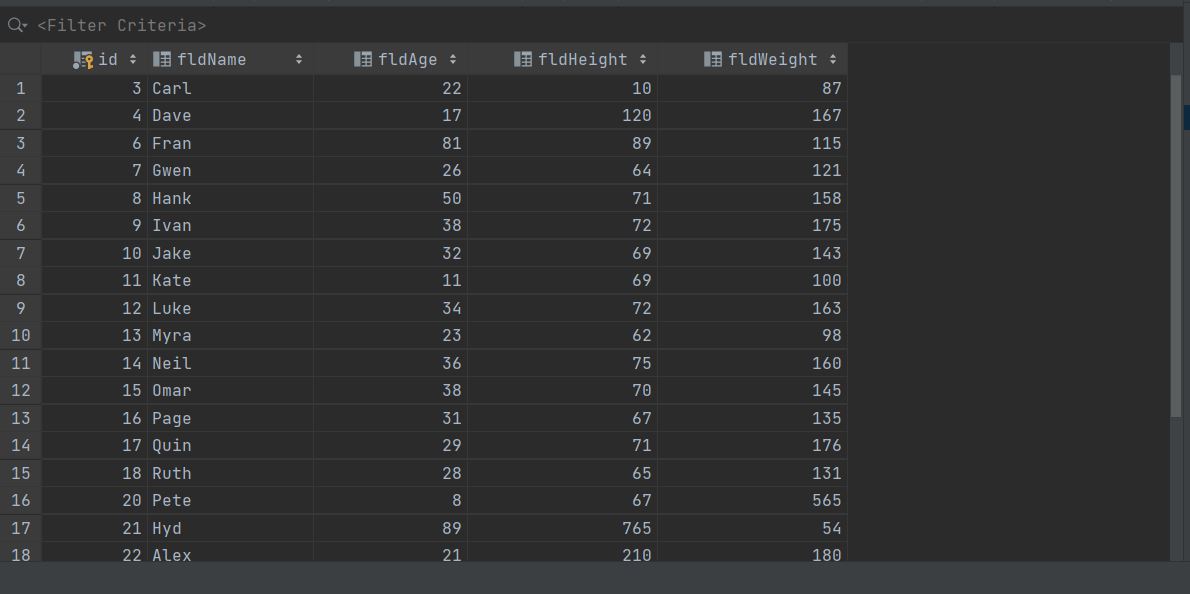 <Filter Criteria>
id fldName fldAge fldHeight fldWeight
1 3 Carl 22 10 87
2 4 Dave 17 120 167
3 6 Fran 81 89 115
4 7 Gwen 26 64 121
5 8 Hank 50 71 158
6 9 Ivan 38 72 175
7 10 Jake 32 69 143
8 11 Kate 11 69 100
9 12 Luke 34 72 163
10 13 Myra 23 62 98
11 14 Neil 36 75 160
12 15 Omar 38 70 145
13 16 Page 31 67 135
14 17 Quin 29 71 176
15 18 Ruth 28 65 131
16 20 Pete 8 67 565
17 21 Hyd 89 765 54
18 22 Alex 21 210 180